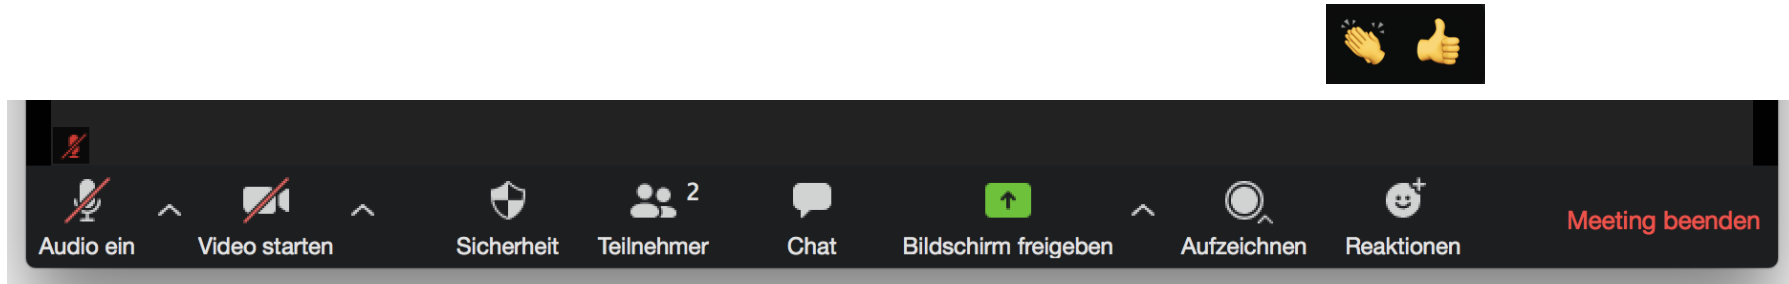 2
Audio ein
Video starten
Sicherheit
Teilnehmer
Chat
Bildschirm freigeben
Aufzeichnen
Reaktionen
Meeting beenden